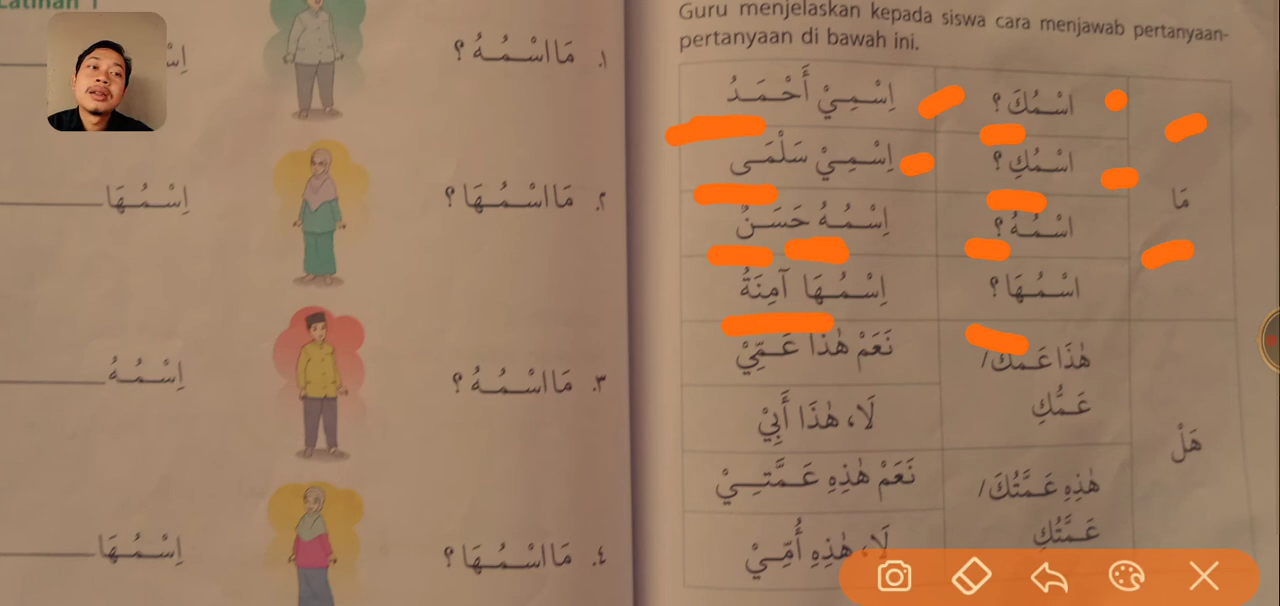 Latihan 1
١. مَا اسْمُهُ ؟
٢. مَا اسْمُهَا ؟ اِسْمُهَا
٣. مَا اسْمُهُ ؟ اِسْمُهُ
٤. مَا اسْمُهَا ؟ اِسْمُهَا
Guru menjelaskan kepada siswa cara menjawab pertanyaan-
pertanyaan di bawah ini.
مَا
اسْمُكَ ؟ اِسْمِيْ أَحْمَدُ
اسْمُكِ ؟ اِسْمِيْ سَلْمَى
اسْمُهُ ؟ اِسْمُهُ حَسَنٌ
اسْمُهَا ؟ اِسْمُهَا آمِنَةُ
هَلْ
هٰذَا عَمُّكَ/ نَعَمْ هٰذَا عَمِّيْ
عَمُّكِ لَا، هٰذَا أَبِيْ
هٰذِهِ عَمَّتُكَ/ نَعَمْ هٰذِهِ عَمَّتِيْ
عَمَّتُكِ لَا، هٰذِهِ أُمِّيْ